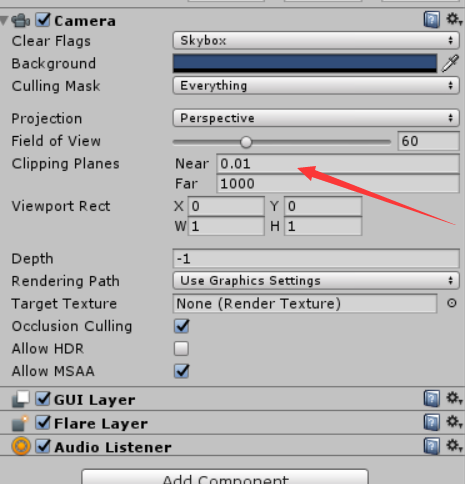 Camera
Clear Flags Skybox
Background
Culling Mask Everything
Projection Perspective
Field of View 60
Clipping Planes Near 0.01
Far 1000
Viewport Rect X 0 Y 0
W 1 H 1
Depth -1
Rendering Path Use Graphics Settings
Target Texture None (Render Texture)
Occlusion Culling
Allow HDR
Allow MSAA
GUI Layer
Flare Layer
Audio Listener
Add Component